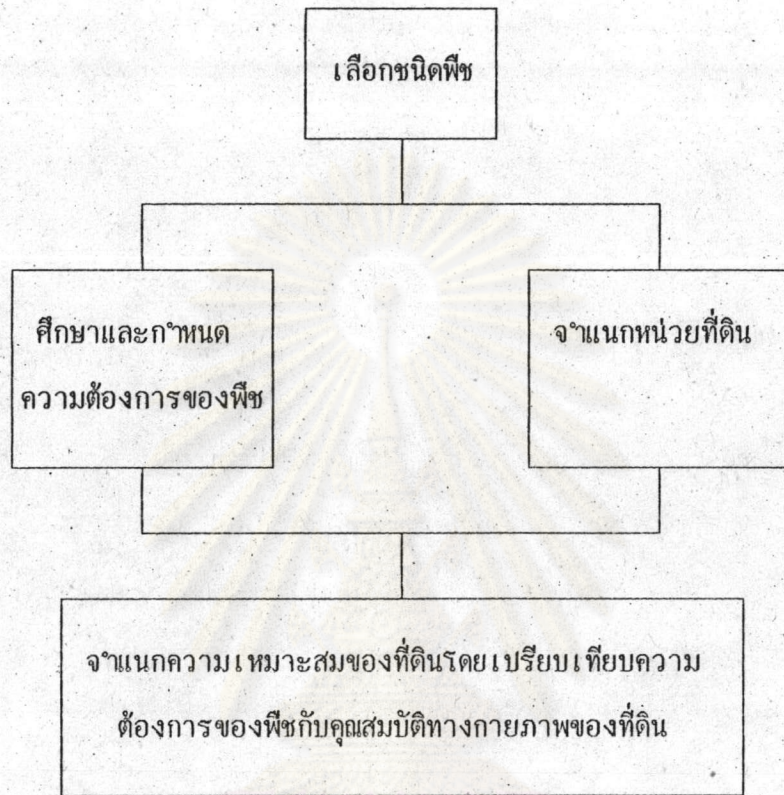 เลือกชนิดพืช
ศึกษาและกำหนด
ความต้องการของพืช
จำแนกหน่วยที่ดิน
จำแนกความเหมาะสมของที่ดินโดยเปรียบเทียบความ
ต้องการของพืชกับคุณสมบัติทางกายภาพของที่ดิน